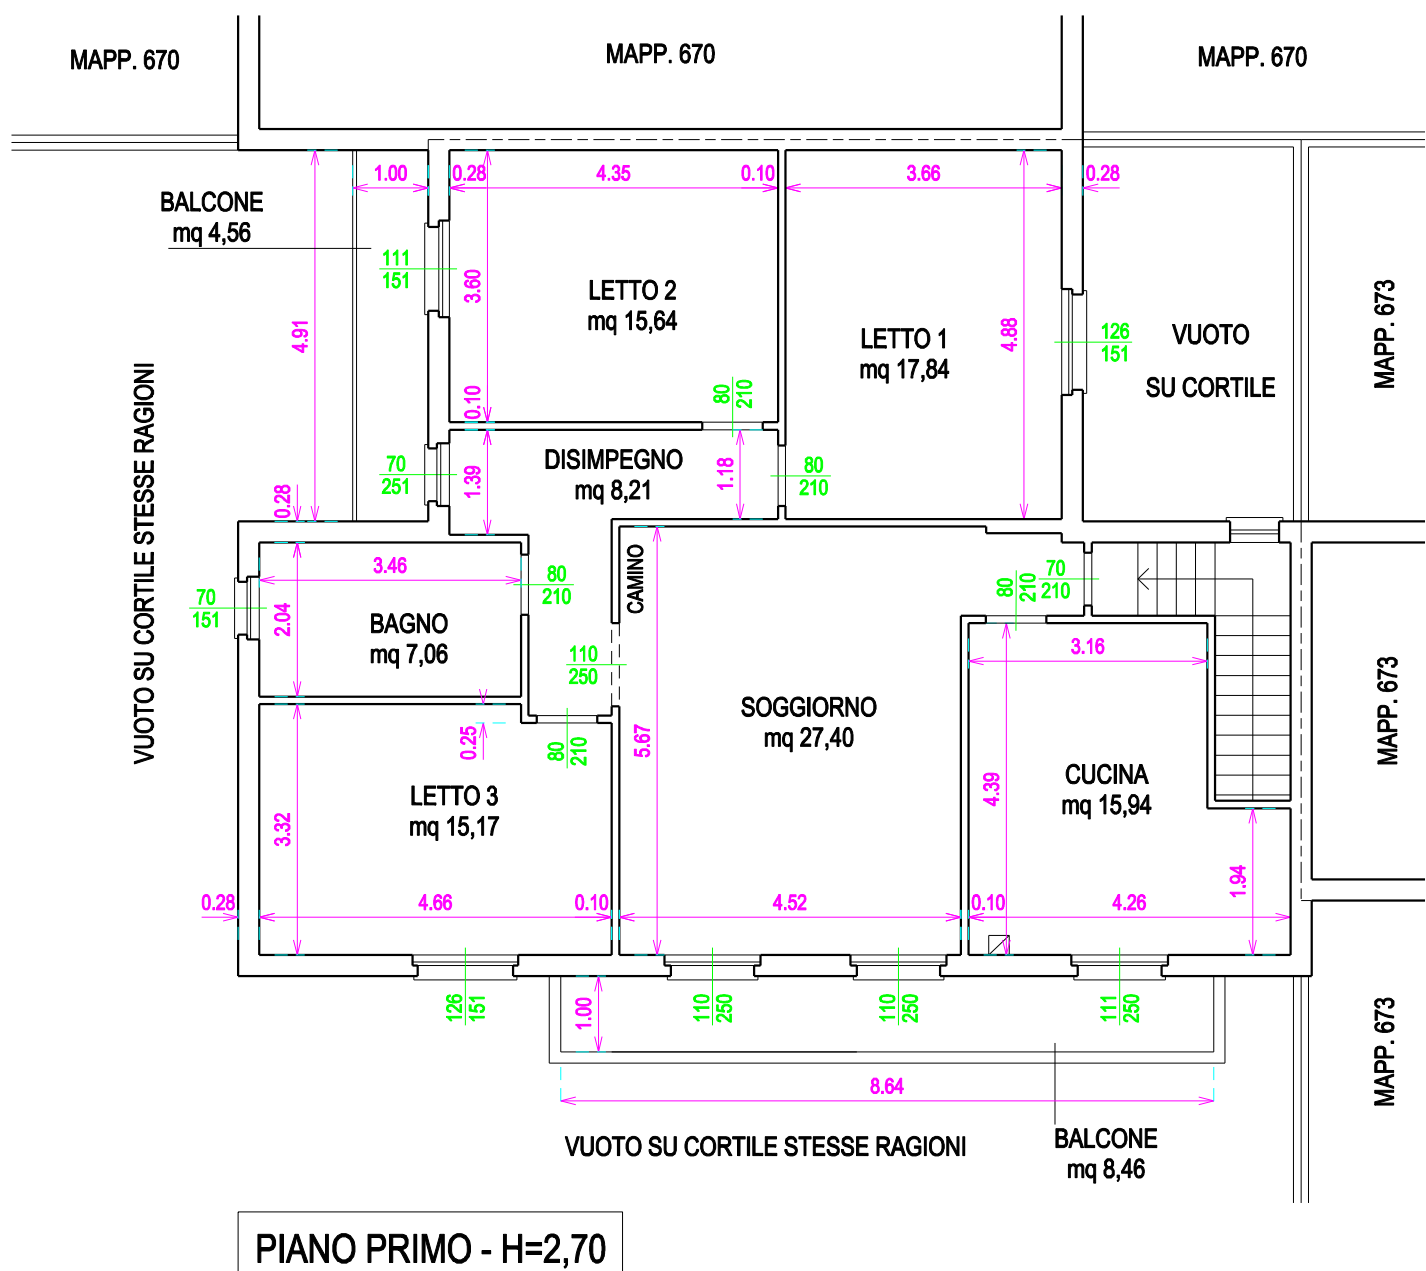 MAPP. 670
MAPP. 670
MAPP. 670
1.00
0.28
4.35
0.10
3.66
0.28
BALCONE
mq 4,56
111
151
3.60
LETTO 2
mq 15,64
LETTO 1
mq 17,84
4.88
126
151
VUOTO
SU CORTILE
MAPP. 673
4.91
0.10
80
210
VUOTO SU CORTILE STESSE RAGIONI
70
251
1.39
DISIMPEGNO
mq 8,21
1.18
80
210
0.28
3.46
80
210
CAMINO
80
210
70
210
70
151
2.04
BAGNO
mq 7,06
110
250
3.16
MAPP. 673
SOGGIORNO
mq 27,40
0.25
80
210
5.67
CUCINA
mq 15,94
4.39
LETTO 3
mq 15,17
3.32
1.94
0.28
4.66
0.10
4.52
0.10
4.26
126
151
1.00
110
250
110
250
111
250
MAPP. 673
8.64
VUOTO SU CORTILE STESSE RAGIONI
BALCONE
mq 8,46
PIANO PRIMO - H=2,70